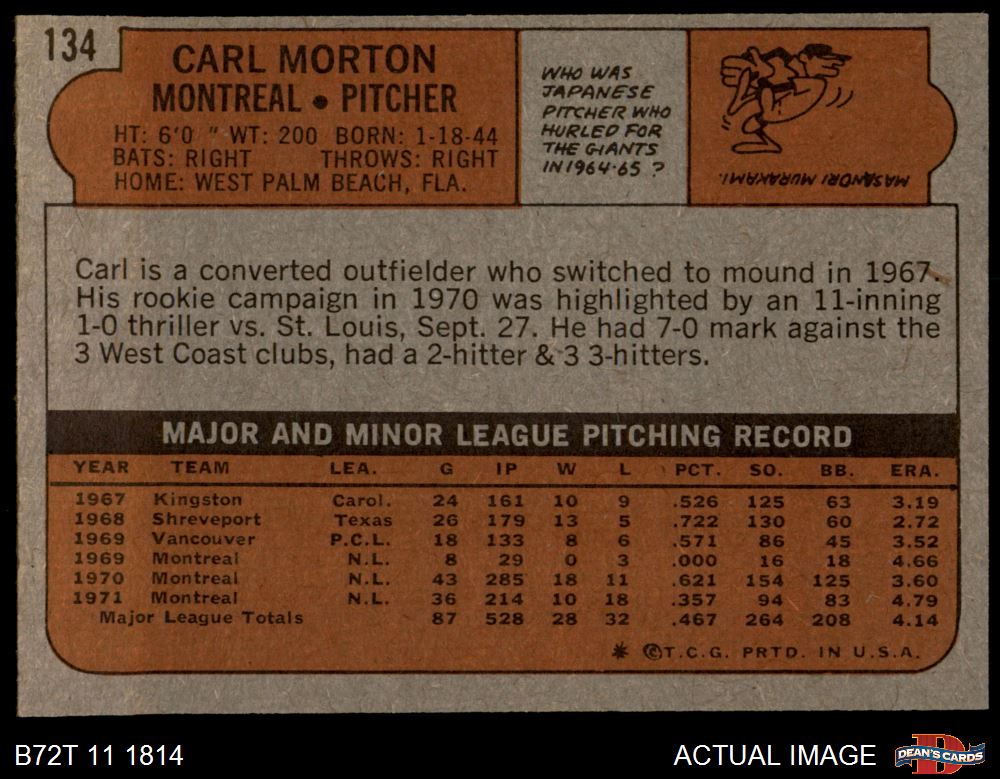 134
CARL MORTON
MONTREAL • PITCHER
HT: 6'0 " WT: 200 BORN: 1-18-44
BATS: RIGHT THROWS: RIGHT
HOME: WEST PALM BEACH, FLA.
WHO WAS
JAPANESE
PITCHER WHO
HURLED FOR
THE GIANTS
IN 1964-65 ?
MASANORI MURAKAMI.
Carl is a converted outfielder who switched to mound in 1967.
His rookie campaign in 1970 was highlighted by an 11-inning
1-0 thriller vs. St. Louis, Sept. 27. He had 7-0 mark against the
3 West Coast clubs, had a 2-hitter & 3 3-hitters.
MAJOR AND MINOR LEAGUE PITCHING RECORD
YEAR TEAM LEA. G IP W L PCT. SO. BB. ERA.
1967 Kingston Carol. 24 161 10 9 .526 125 63 3.19
1968 Shreveport Texas 26 179 13 5 .722 130 60 2.72
1969 Vancouver P.C.L. 18 133 8 6 .571 86 45 3.52
1969 Montreal N.L. 8 29 0 3 .000 16 18 4.66
1970 Montreal N.L. 43 285 18 11 .621 154 125 3.60
1971 Montreal N.L. 36 214 10 18 .357 94 83 4.79
Major League Totals 87 528 28 32 .467 264 208 4.14
* ©T.C.G. PRTD. IN U.S.A.
B72T 11 1814
ACTUAL IMAGE
DEAN'S CARDS